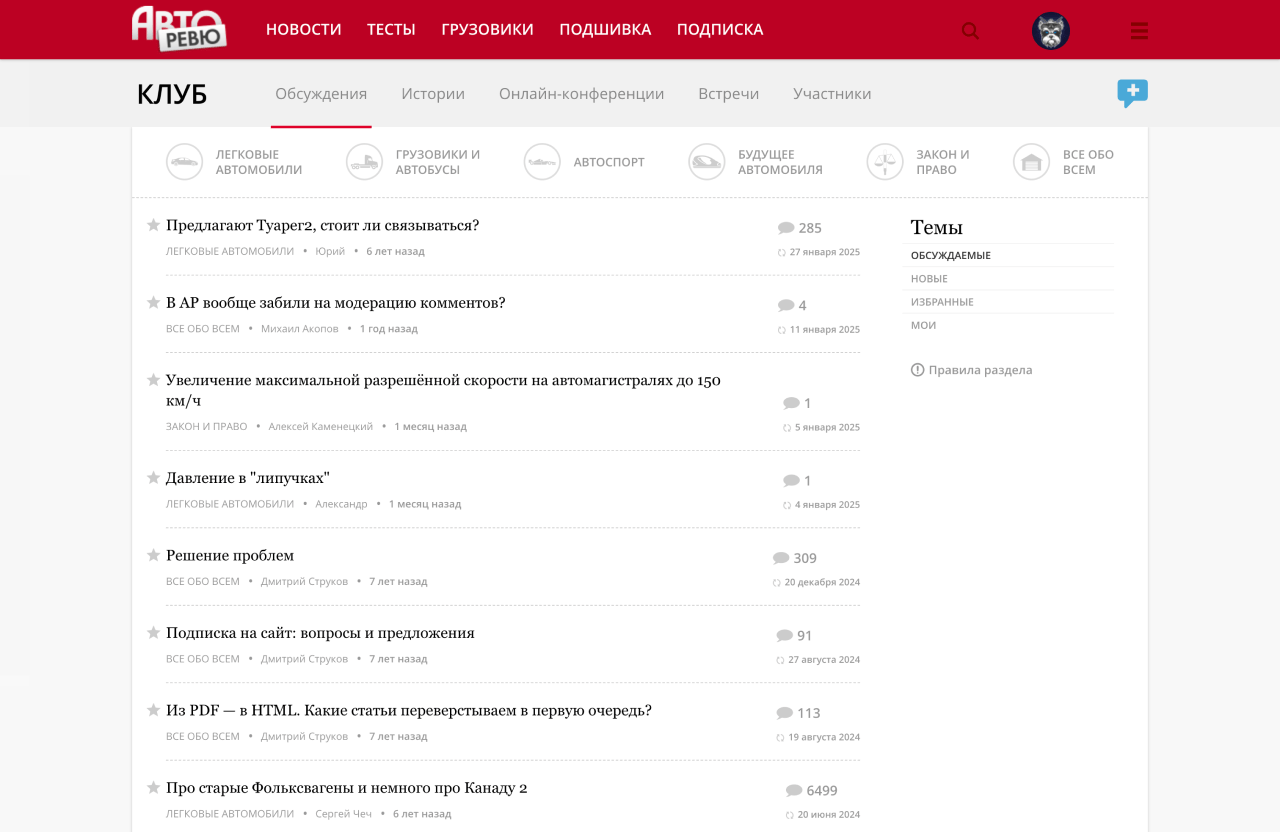 АВТО
РЕВЮ
НОВОСТИ ТЕСТЫ ГРУЗОВИКИ ПОДШИВКА ПОДПИСКА
КЛУБ
Обсуждения Истории Онлайн-конференции Встречи Участники
ЛЕГКОВЫЕ АВТОМОБИЛИ
ГРУЗОВИКИ И АВТОБУСЫ
АВТОСПОРТ
БУДУЩЕЕ АВТОМОБИЛЯ
ЗАКОН И ПРАВО
ВСЕ ОБО ВСЕМ
Предлагают Туарег2, стоит ли связываться?
285
ЛЕГКОВЫЕ АВТОМОБИЛИ • Юрий • 6 лет назад
27 января 2025
В АР вообще забили на модерацию комментов?
4
ВСЕ ОБО ВСЕМ • Михаил Акопов • 1 год назад
11 января 2025
Увеличение максимальной разрешённой скорости на автомагистралях до 150
км/ч
1
ЗАКОН И ПРАВО • Алексей Каменецкий • 1 месяц назад
5 января 2025
Давление в "липучках"
1
ЛЕГКОВЫЕ АВТОМОБИЛИ • Александр • 1 месяц назад
4 января 2025
Решение проблем
309
ВСЕ ОБО ВСЕМ • Дмитрий Струков • 7 лет назад
20 декабря 2024
Подписка на сайт: вопросы и предложения
91
ВСЕ ОБО ВСЕМ • Дмитрий Струков • 7 лет назад
27 августа 2024
Из PDF — в HTML. Какие статьи переверстываем в первую очередь?
113
ВСЕ ОБО ВСЕМ • Дмитрий Струков • 7 лет назад
19 августа 2024
Про старые Фольксвагены и немного про Канаду 2
6499
ЛЕГКОВЫЕ АВТОМОБИЛИ • Сергей Чеч • 6 лет назад
20 июня 2024
Темы
ОБСУЖДАЕМЫЕ
НОВЫЕ
ИЗБРАННЫЕ
МОИ
Правила раздела